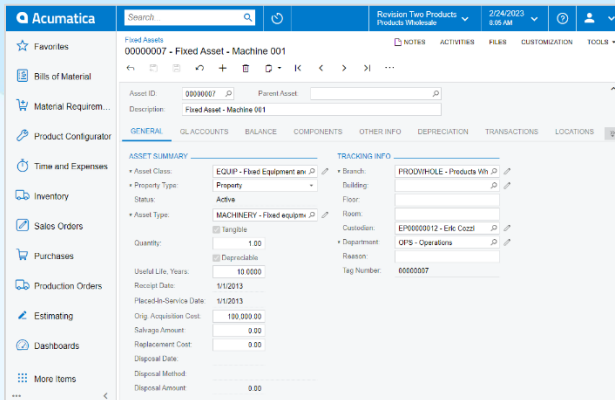 Acumatica
Search...
Revision Two Products
Products Wholesale
2/24/2023
8:05 AM
Favorites
Bills of Material
Material Requirem...
Product Configurator
Time and Expenses
Inventory
Sales Orders
Purchases
Production Orders
Estimating
Dashboards
More Items
Fixed Assets
00000007 - Fixed Asset - Machine 001
NOTES ACTIVITIES FILES CUSTOMIZATION TOOLS
Asset ID: 00000007 Parent Asset:
Description: Fixed Asset - Machine 001
GENERAL GL ACCOUNTS BALANCE COMPONENTS OTHER INFO DEPRECIATION TRANSACTIONS LOCATIONS
ASSET SUMMARY
* Asset Class: EQUIP - Fixed Equipment an
* Property Type: Property
Status: Active
* Asset Type: MACHINERY - Fixed equipm
Tangible
Quantity: 1.00
Depreciable
Useful Life, Years: 10.0000
Receipt Date: 1/1/2013
Placed-in-Service Date: 1/1/2013
Orig. Acquisition Cost: 100,000.00
Salvage Amount: 0.00
Replacement Cost: 0.00
Disposal Date:
Disposal Method:
Disposal Amount: 0.00
TRACKING INFO
* Branch: PRODWHOLE - Products Wh
Building:
Floor:
Room:
Custodian: EP00000012 - Eric Cozzi
* Department: OPS - Operations
Reason:
Tag Number: 00000007